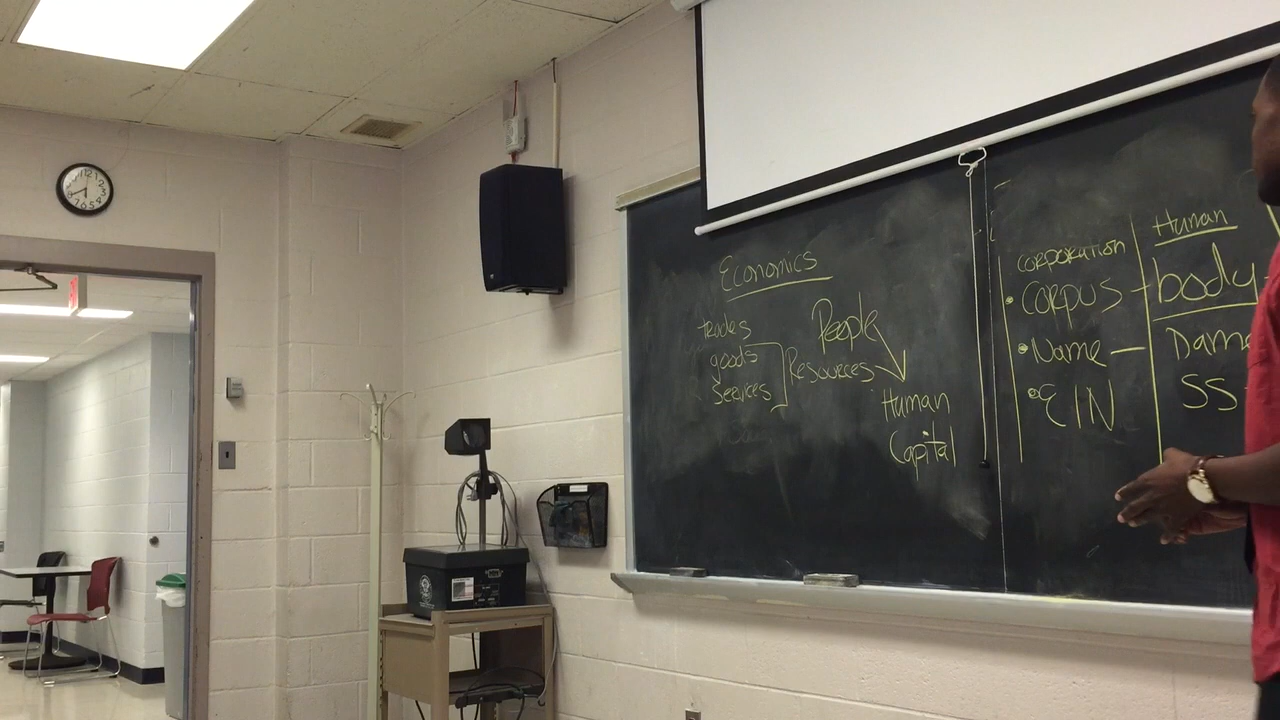 Economics
trades
goods
Services
Resources
People
Human
Capital
corporation
CORPUS
Name
EIN
Human
body
SS